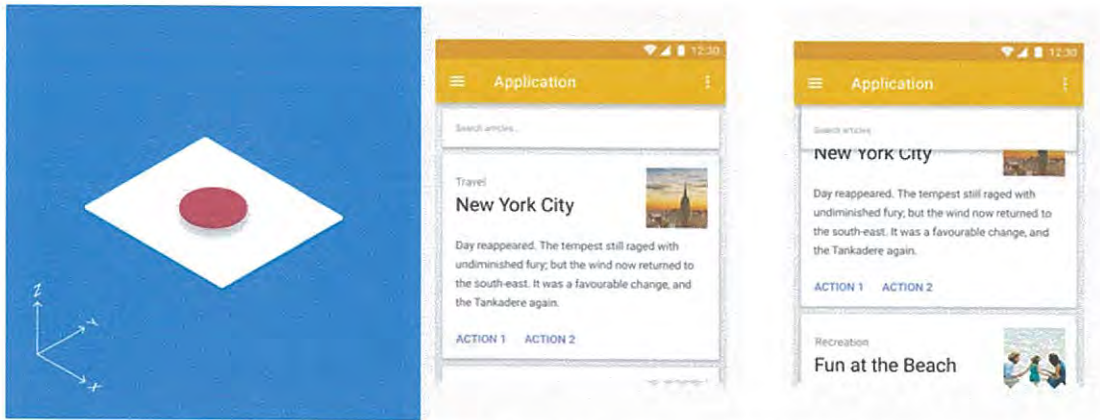 Z
Y
X
12:30
Application
Search articles...
Travel
New York City
Day reappeared. The tempest still raged with
undiminished fury; but the wind now returned to
the south-east. It was a favourable change, and
the Tankadere again.
ACTION 1 ACTION 2
12:30
Application
Search articles
New York City
Day reappeared. The tempest still raged with
undiminished fury; but the wind now returned to
the south-east. It was a favourable change, and
the Tankadere again.
ACTION 1 ACTION 2
Recreation
Fun at the Beach